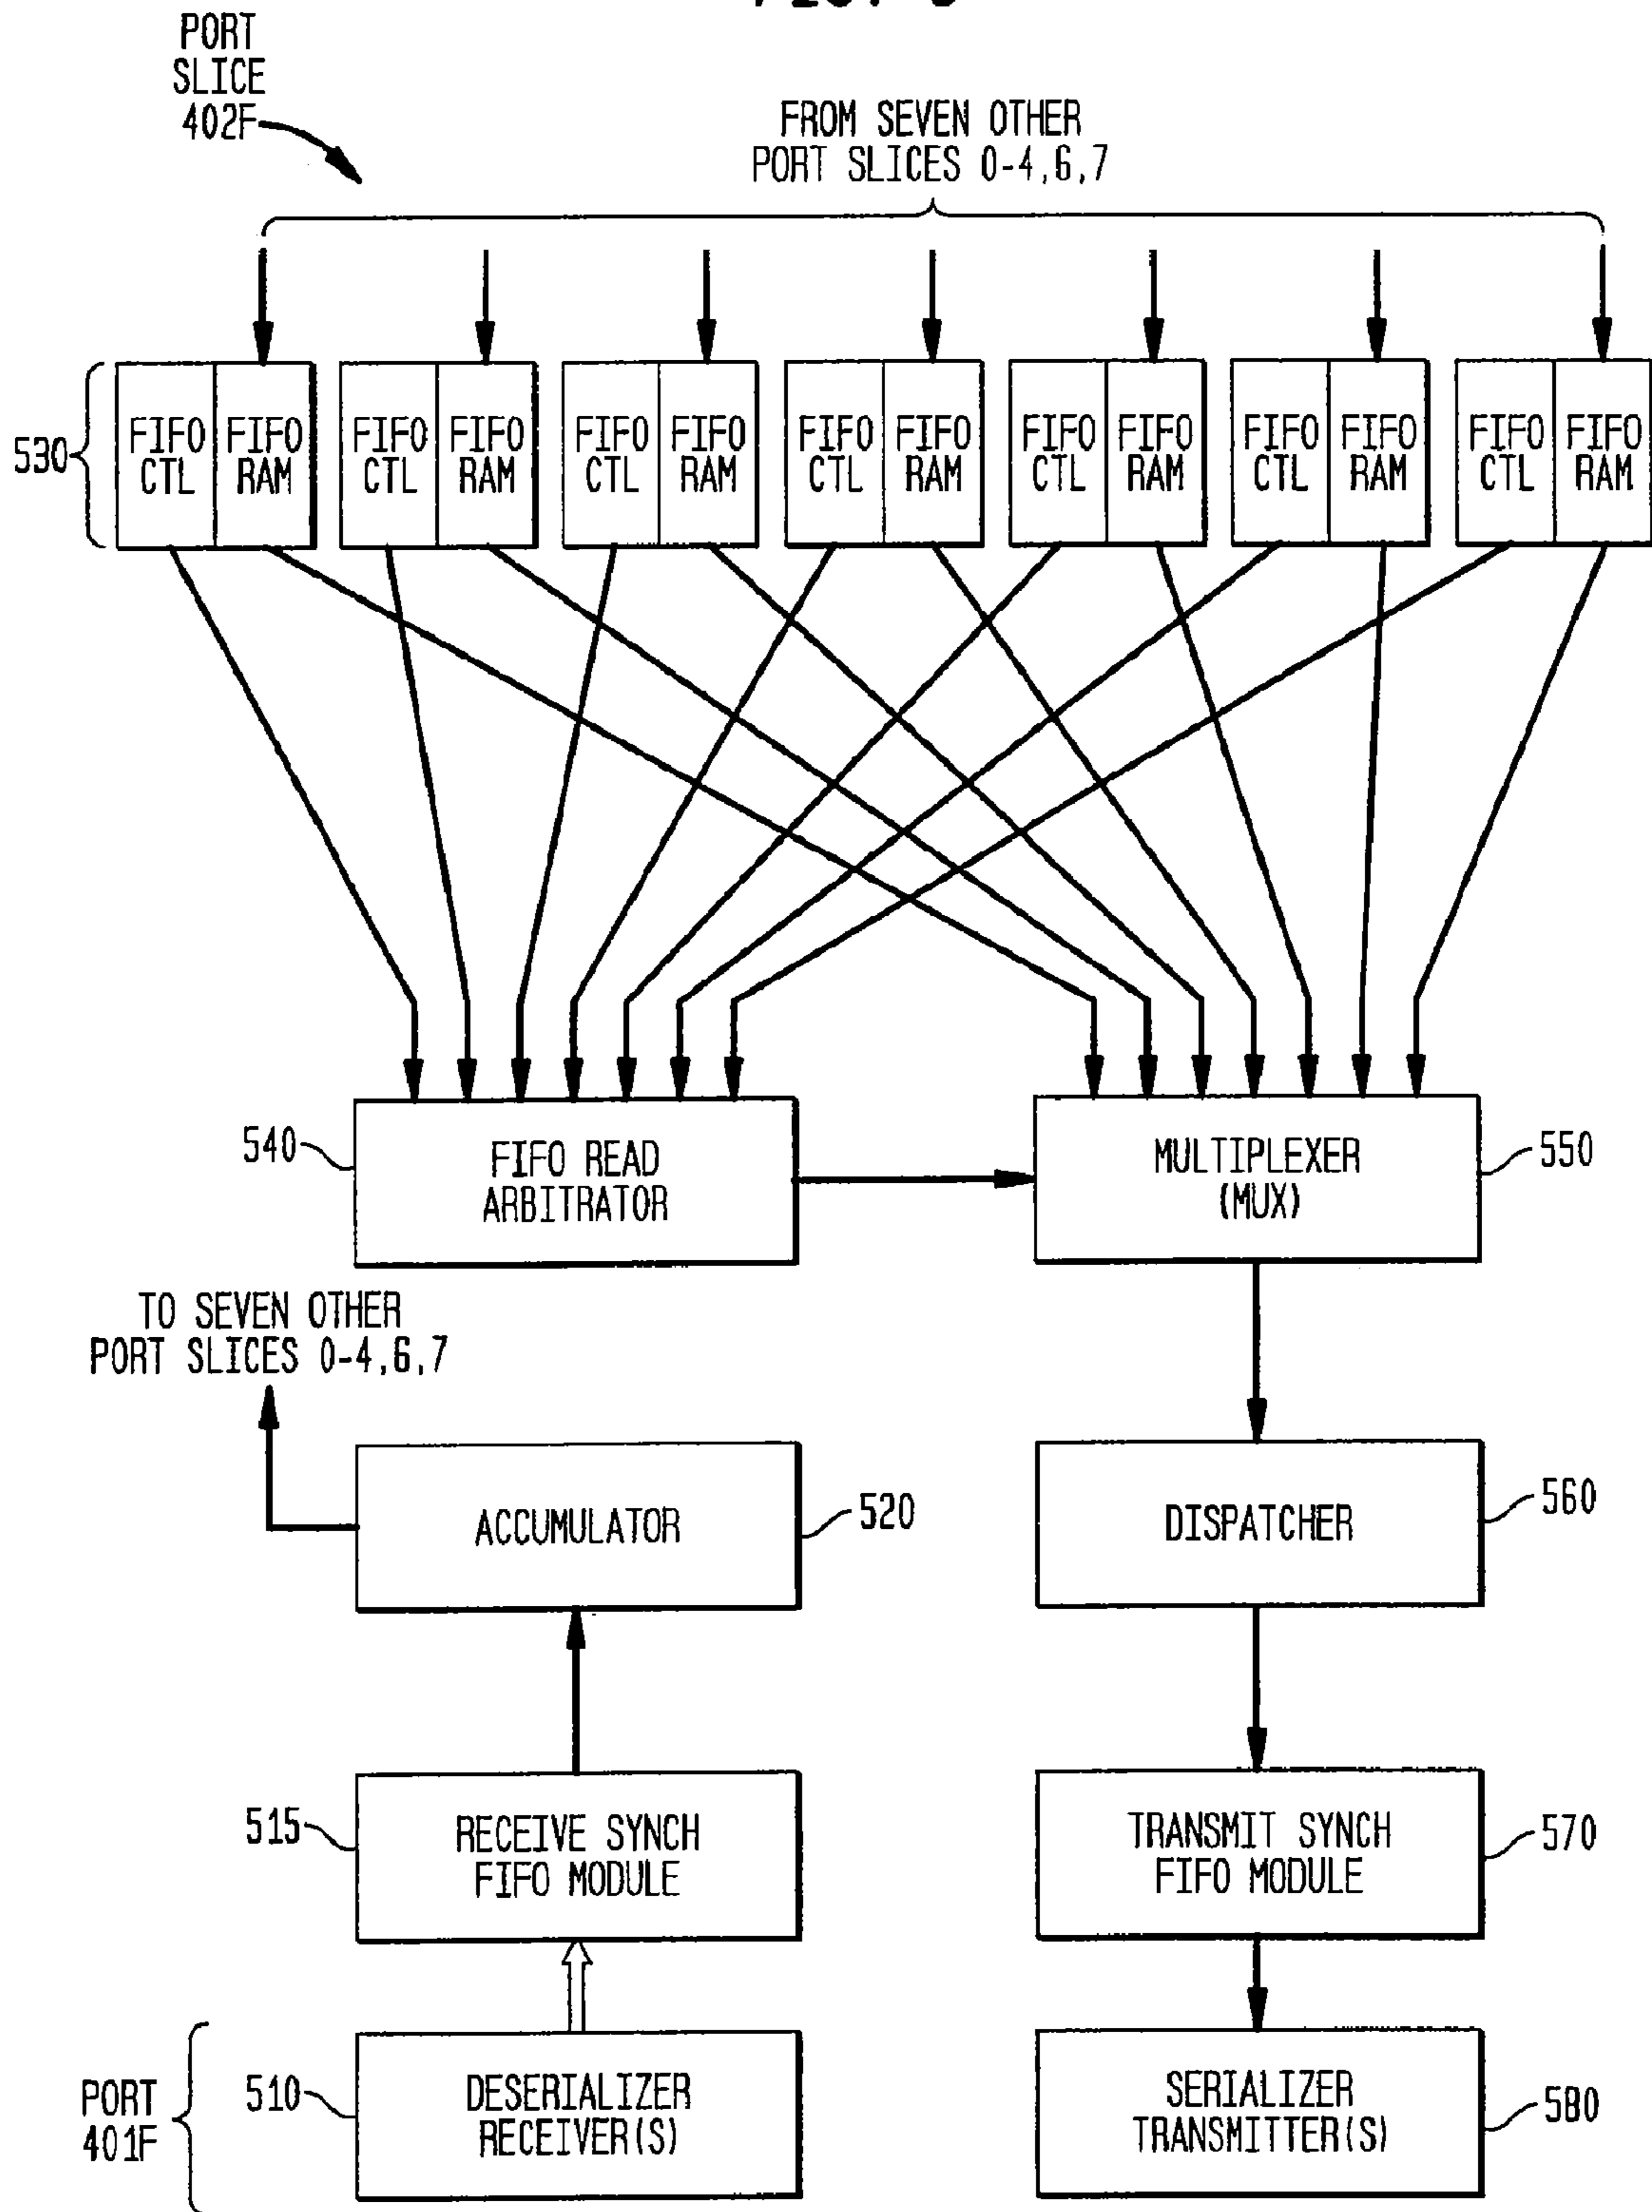 PORT
SLICE
402F
FROM SEVEN OTHER
PORT SLICES 0-4,6,7
530
FIFO
CTL
FIFO
RAM
FIFO
CTL
FIFO
RAM
FIFO
CTL
FIFO
RAM
FIFO
CTL
FIFO
RAM
FIFO
CTL
FIFO
RAM
FIFO
CTL
FIFO
RAM
FIFO
CTL
FIFO
RAM
540
FIFO READ
ARBITRATOR
MULTIPLEXER
(MUX)
550
TO SEVEN OTHER
PORT SLICES 0-4,6,7
ACCUMULATOR
520
DISPATCHER
560
515
RECEIVE SYNCH
FIFO MODULE
TRANSMIT SYNCH
FIFO MODULE
570
PORT
401F
510
DESERIALIZER
RECEIVER(S)
SERIALIZER
TRANSMITTER(S)
580